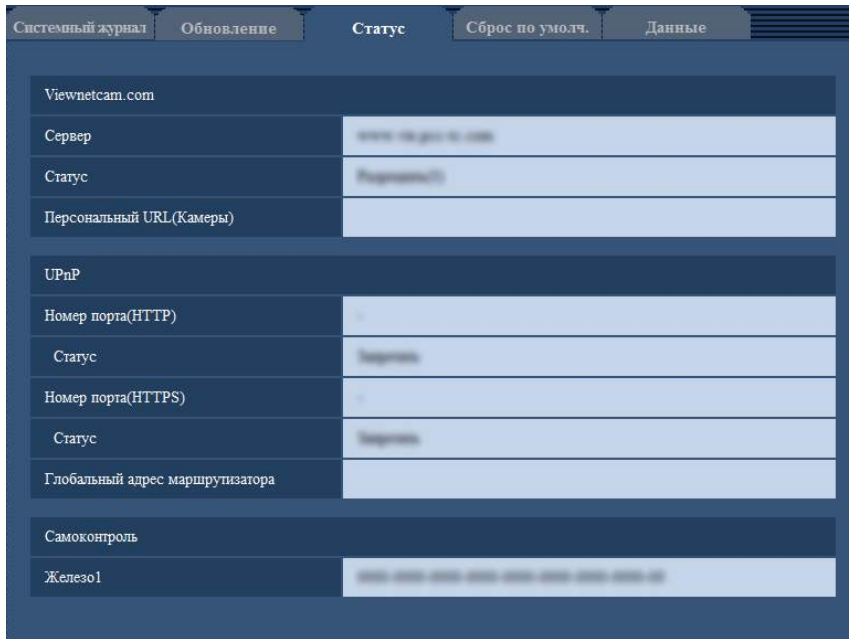 Системный журнал Обновление Статус Сброс по умолч. Данные
Viewnetcam.com
Сервер
Статус
Персональный URL(Камеры)
UPnP
Номер порта(HTTP)
Статус
Номер порта(HTTPS)
Статус
Глобальный адрес маршрутизатора
Самоконтроль
Железо1